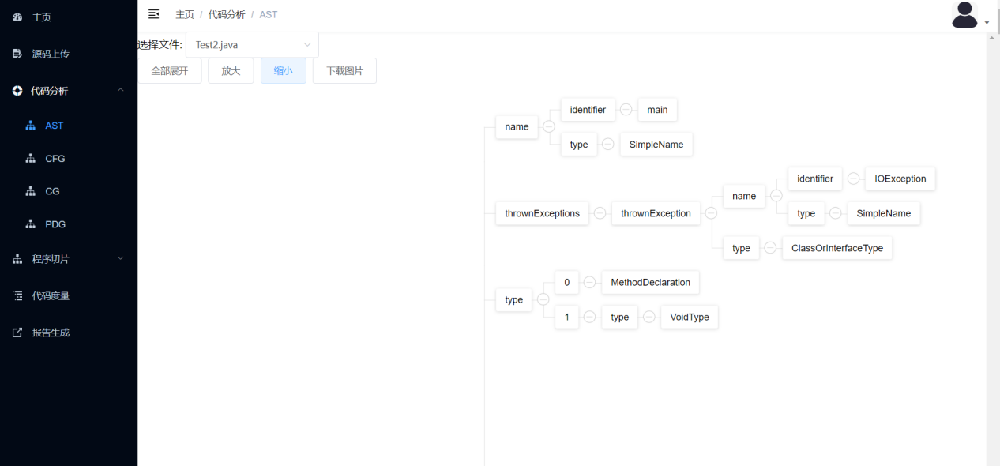 主页
源码上传
代码分析
AST
CFG
CG
PDG
程序切片
代码度量
报告生成
主页 / 代码分析 / AST
选择文件: Test2.java
全部展开 放大 缩小 下载图片
name
identifier
main
type
SimpleName
thrownExceptions
thrownException
name
identifier
IOException
type
SimpleName
type
ClassOrInterfaceType
type
0
MethodDeclaration
1
type
VoidType